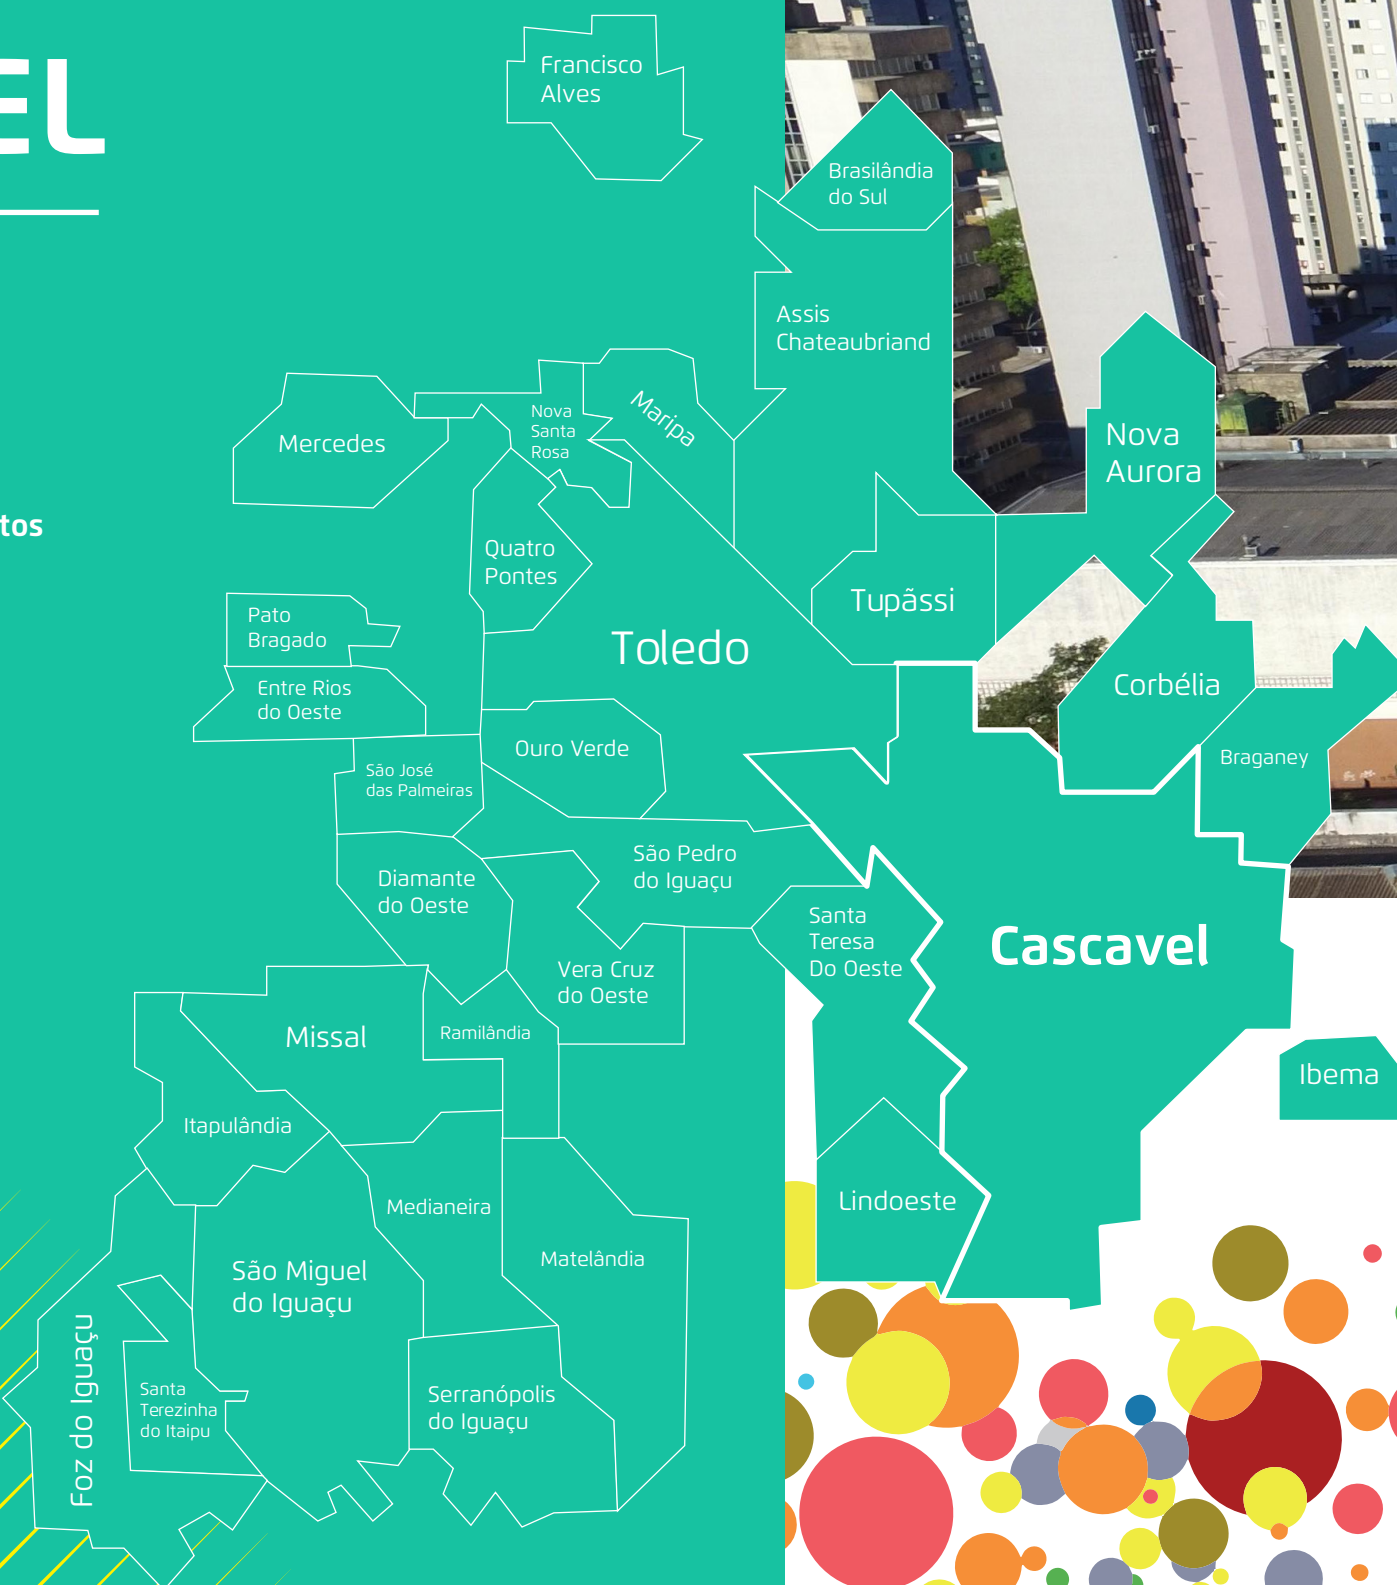 EL
Francisco
Alves
Brasilândia
do Sul
Assis
Chateaubriand
Mercedes
Nova
Santa
Rosa
Maripa
Nova
Aurora
tos
Quatro
Pontes
Tupãssi
Pato
Bragado
Toledo
Entre Rios
do Oeste
Corbélia
Ouro Verde
Braganey
São José
das Palmeiras
São Pedro
do Iguaçu
Diamante
do Oeste
Santa
Teresa
Do Oeste
Cascavel
Vera Cruz
do Oeste
Missal
Ramilândia
Ibema
Itapulândia
Medianeira
Lindoeste
Matelândia
São Miguel
do Iguaçu
Foz do Iguaçu
Santa
Terezinha
do Itaipu
Serranópolis
do Iguaçu